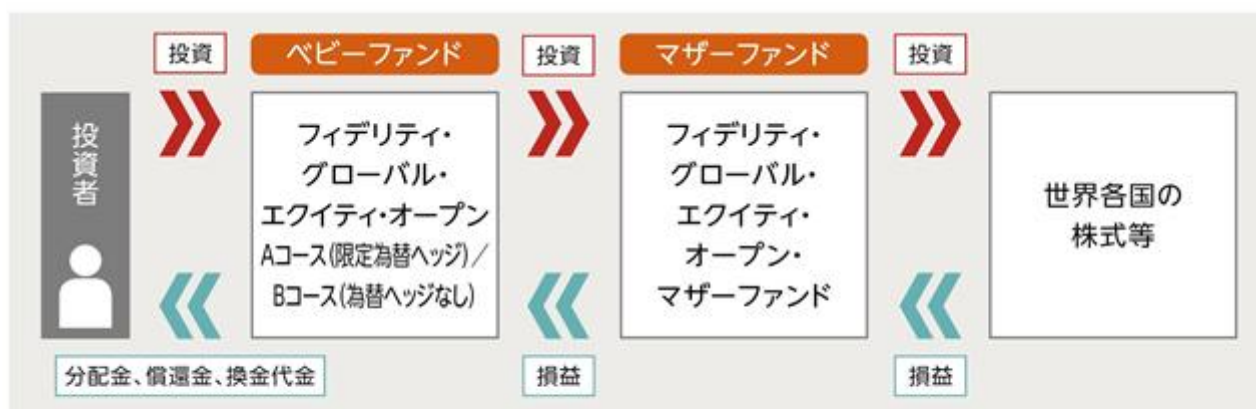 投資
ベビーファンド
投資
マザーファンド
投資
投資者
フィデリティ・
グローバル・
エクイティ・オープン
Aコース(限定為替ヘッジ)/
Bコース(為替ヘッジなし)
フィデリティ・
グローバル・
エクイティ・
オープン・
マザーファンド
世界各国の
株式等
分配金、償還金、換金代金
損益
損益